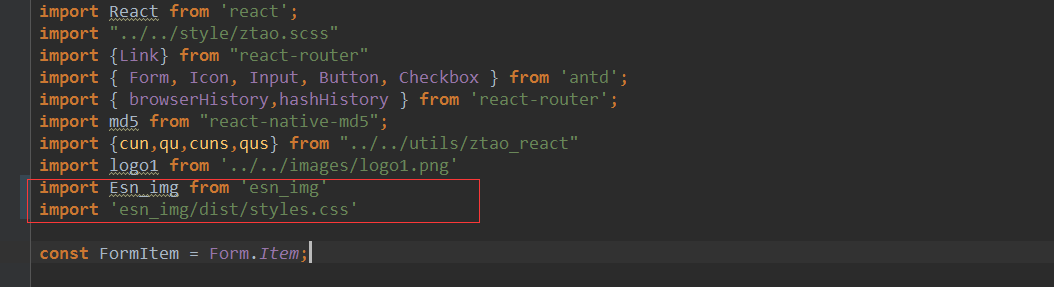 import React from 'react';
import "../../style/ztao.scss"
import {Link} from "react-router"
import { Form, Icon, Input, Button, Checkbox } from 'antd';
import { browserHistory,hashHistory } from 'react-router';
import md5 from "react-native-md5";
import {cun,qu,cuns,qus} from "../../utils/ztao_react"
import logo1 from '../../images/logo1.png'
import Esn_img from 'esn_img'
import 'esn_img/dist/styles.css'
const FormItem = Form.Item;